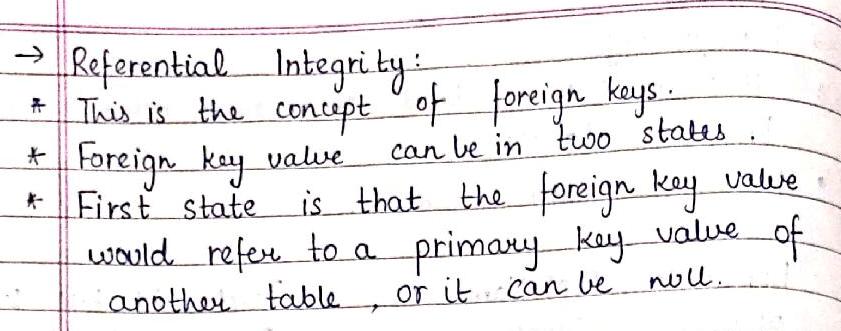 → Referential Integrity:
* This is the concept of foreign keys.
* Foreign key value can be in two states.
* First state is that the foreign key value
would refer to a primary key value of
another table, or it can be null.